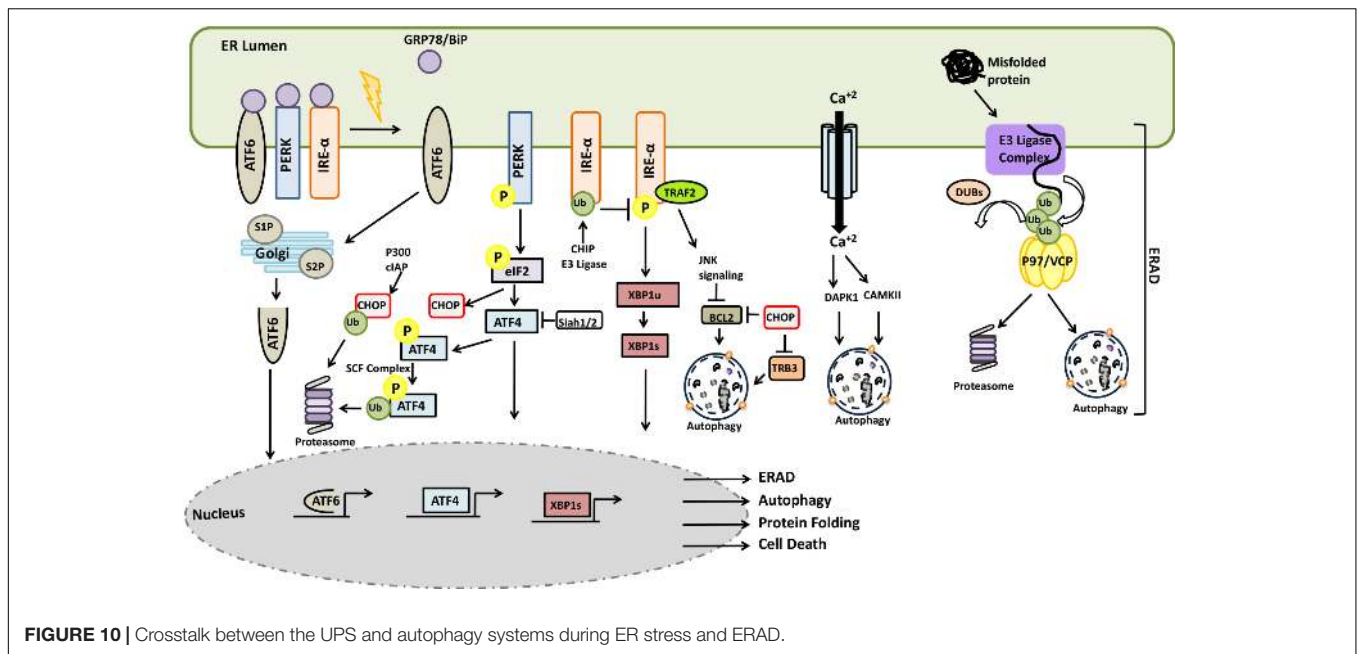 ER Lumen
GRP78/BiP
Misfolded
protein
Ca+2
ATF6
PERK
IRE-α
ATF6
PERK
IRE-α
IRE-α
E3 Ligase
Complex
P
Ub
P
TRAF2
DUBs
Ub
Ub
Ub
P97/VCP
ERAD
S1P
Golgi
S2P
P300
cIAP
CHOP
Ub
P
eIF2
CHOP
ATF4
Siah1/2
CHIP
E3 Ligase
XBP1u
XBP1s
JNK
signaling
BCL2
CHOP
TRB3
Autophagy
Ca+2
DAPK1
CAMKII
Autophagy
Proteasome
Autophagy
ATF6
P
ATF4
SCF Complex
P
Ub
ATF4
Proteasome
Nucleus
ATF6
ATF4
XBP1s
ERAD
Autophagy
Protein Folding
Cell Death
FIGURE 10 | Crosstalk between the UPS and autophagy systems during ER stress and ERAD.